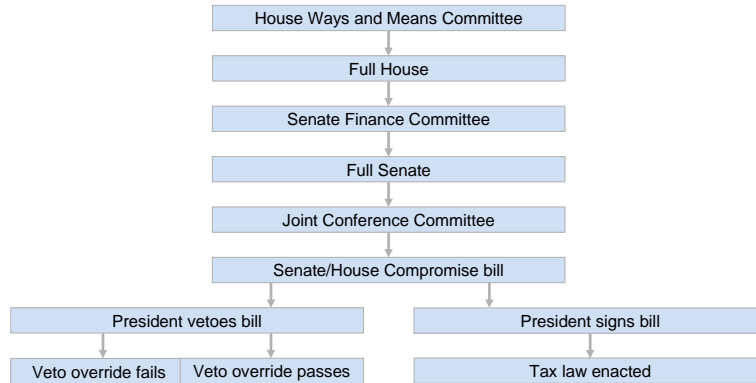 House Ways and Means Committee
Full House
Senate Finance Committee
Full Senate
Joint Conference Committee
Senate/House Compromise bill
President vetoes bill
President signs bill
Veto override fails
Veto override passes
Tax law enacted